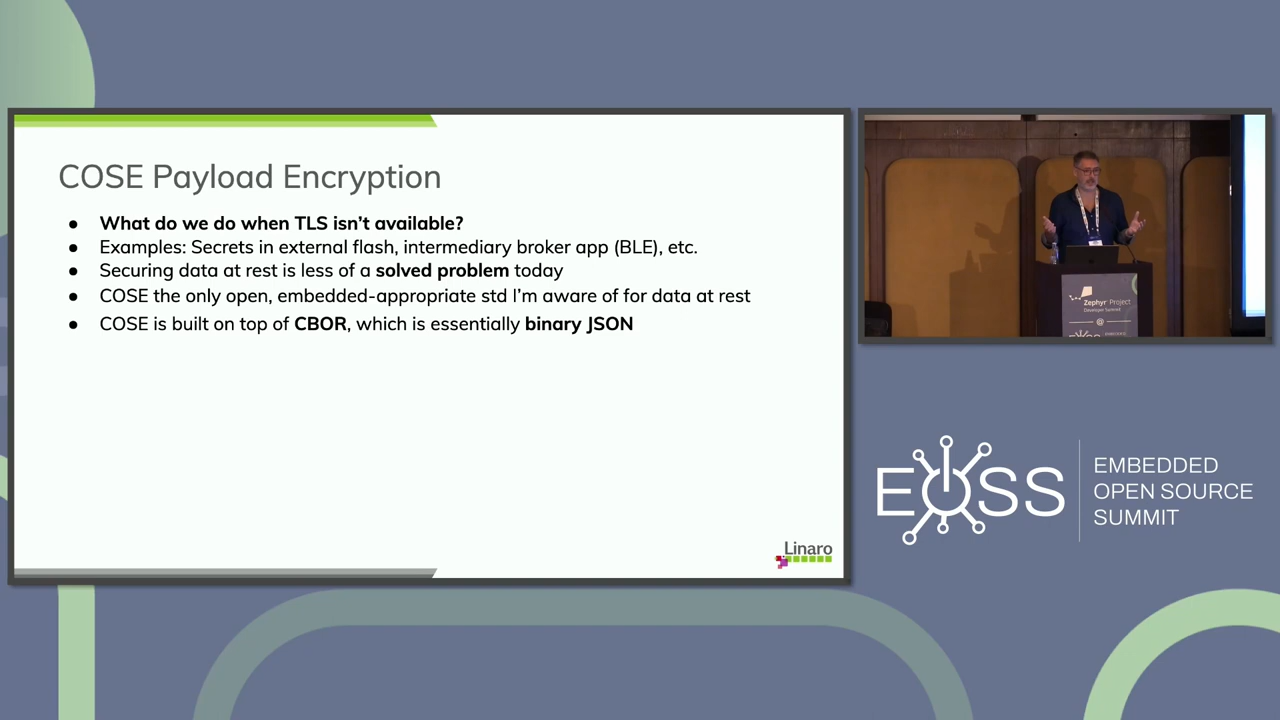 COSE Payload Encryption
● What do we do when TLS isn't available?
● Examples: Secrets in external flash, intermediary broker app (BLE), etc.
● Securing data at rest is less of a solved problem today
● COSE the only open, embedded-appropriate std I'm aware of for data at rest
● COSE is built on top of CBOR, which is essentially binary JSON
Linaro
Zephyr Project
Developer Summit
@
EOSS
EMBEDDED
OPEN SOURCE
SUMMIT